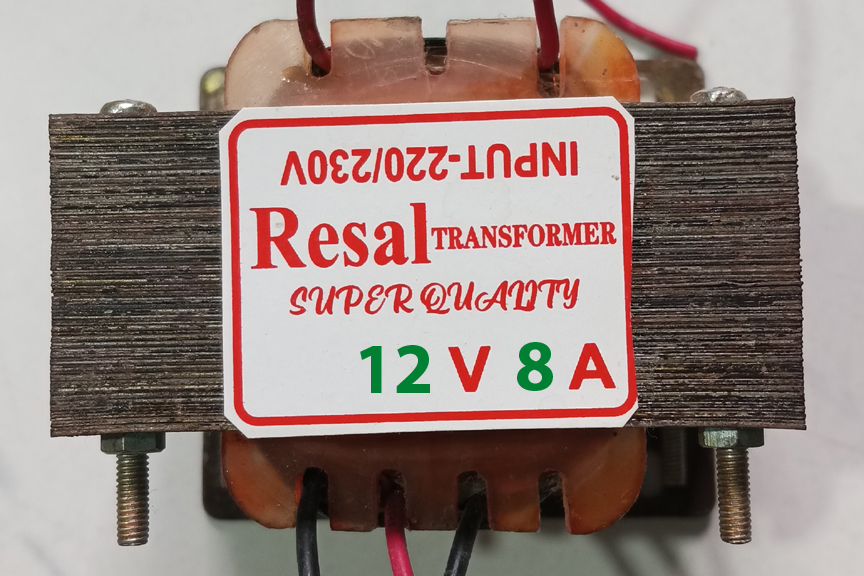 INPUT-220/230V
Resal TRANSFORMER
SUPER QUALITY
12 V 8 A